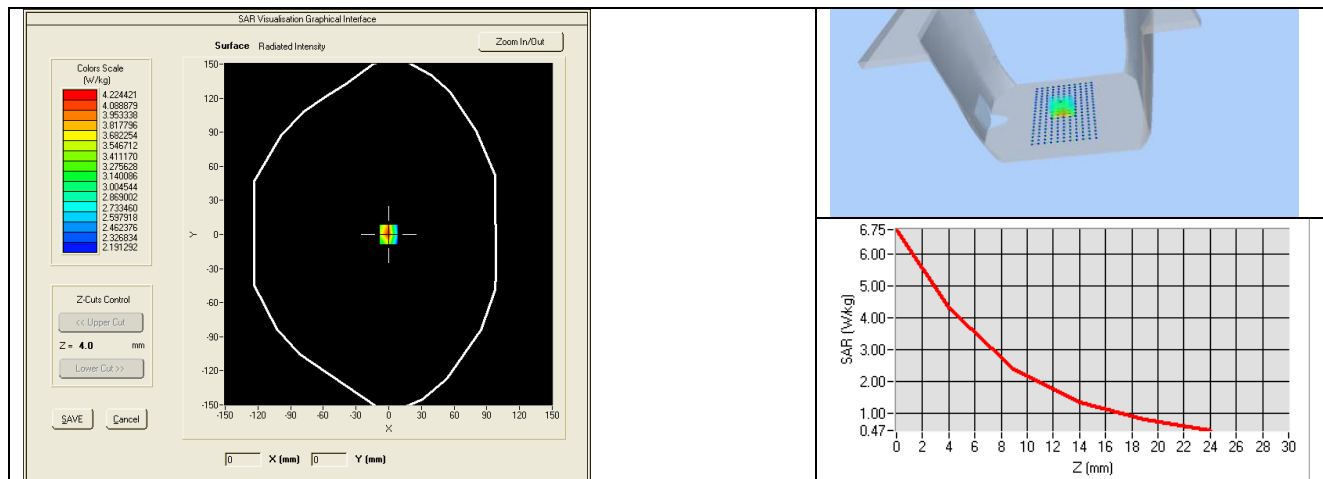 SAR Visualisation Graphical Interface
Surface Radiated Intensity
Zoom In/Out
Colors Scale
(W/kg)
4.224421
4.088879
3.953338
3.817796
3.682254
3.546712
3.411170
3.275628
3.140086
3.004544
2.869002
2.733460
2.597918
2.462376
2.326834
2.191292
Z-Cuts Control
<< Upper Cut
Z = 4.0 mm
Lower Cut >>
SAVE Cancel
150
120
90
60
30
0
-30
-60
-90
-120
-150
Y
-150 -120 -90 -60 -30 0 30 60 90 120 150
X
0 X (mm) 0 Y (mm)
6.75
6.00
5.00
4.00
3.00
2.00
1.00
0.47
SAR (W/kg)
0 2 4 6 8 10 12 14 16 18 20 22 24 26 28 30
Z (mm)